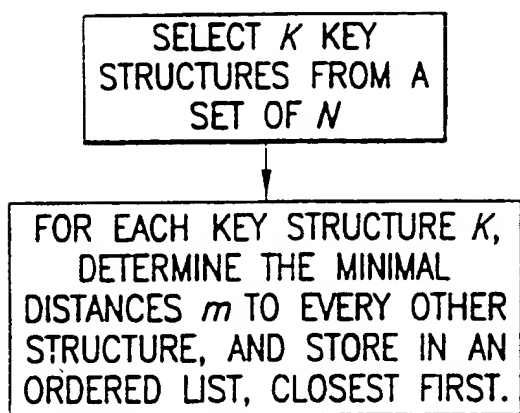 SELECT K KEY
STRUCTURES FROM A
SET OF N
FOR EACH KEY STRUCTURE K,
DETERMINE THE MINIMAL
DISTANCES m TO EVERY OTHER
STRUCTURE, AND STORE IN AN
ORDERED LIST, CLOSEST FIRST.